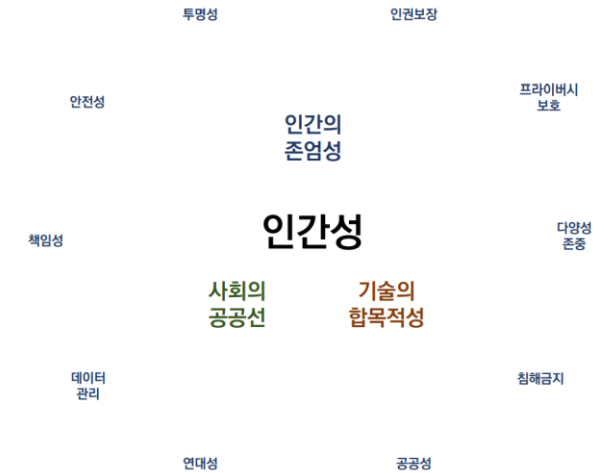 투명성
인권보장
안전성
프라이버시
보호
인간의
존엄성
인간성
책임성
다양성
존중
사회의
공공선
기술의
합목적성
데이터
관리
침해금지
연대성
공공성